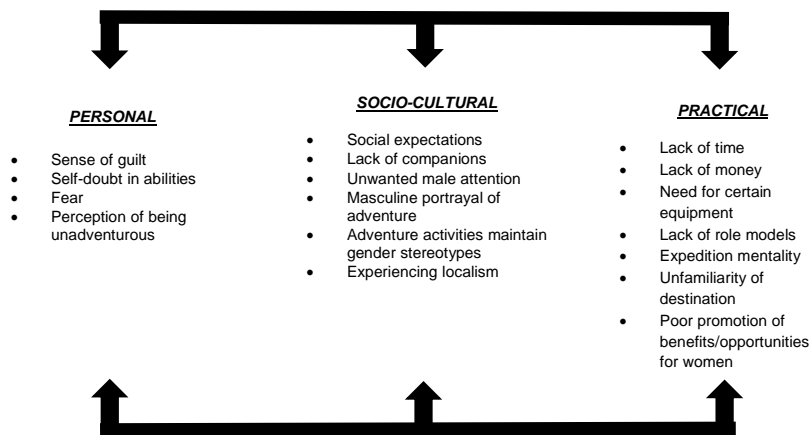 PERSONAL
• Sense of guilt
• Self-doubt in abilities
• Fear
• Perception of being
unadventurous
SOCIO-CULTURAL
• Social expectations
• Lack of companions
• Unwanted male attention
• Masculine portrayal of
adventure
• Adventure activities maintain
gender stereotypes
• Experiencing localism
PRACTICAL
• Lack of time
• Lack of money
• Need for certain
equipment
• Lack of role models
• Expedition mentality
• Unfamiliarity of
destination
• Poor promotion of
benefits/opportunities
for women